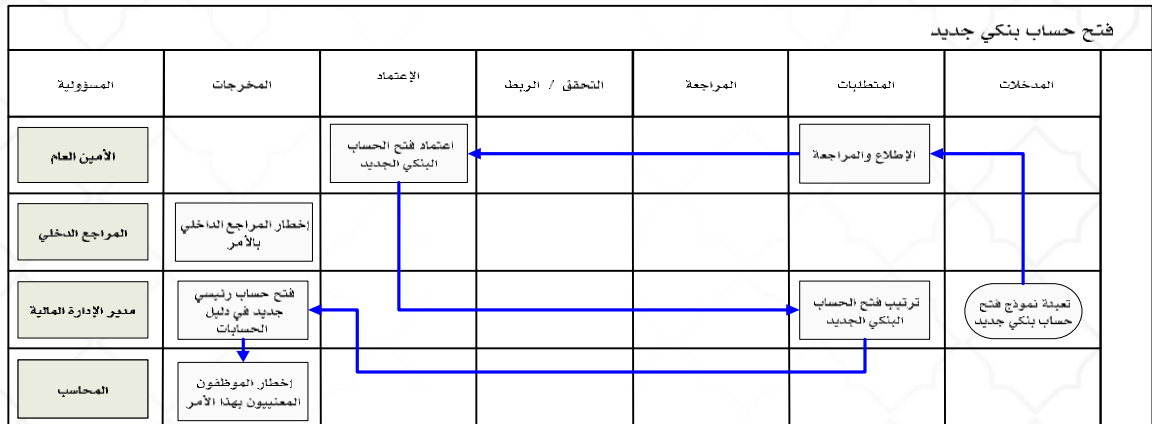 فتح حساب بنكي جديد
المدخلات
المتطلبات
المراجعة
التحقق / الربط
الإعتماد
المخرجات
المسؤولية
الإطلاع والمراجعة
اعتماد فتح الحساب
البنكي الجديد
الأمين العام
إخطار المراجع الداخلي
بالأمر
المراجع الدخلي
تعبئة نموذج فتح
حساب بنكي جديد
ترتيب فتح الحساب
البنكي الجديد
فتح حساب رئيسي
جديد في دليل
الحسابات
مدير الإدارة المالية
إخطار الموظفون
المعنييون بهذا الأمر
المحاسب